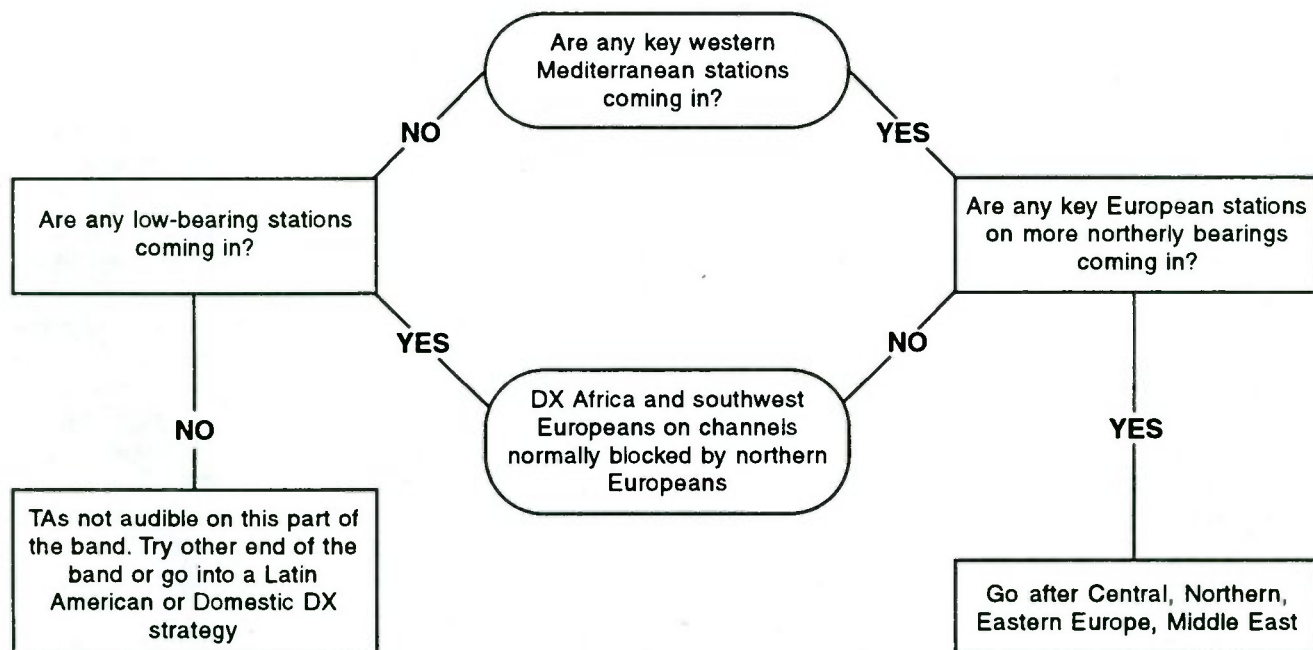 Are any key western
Mediterranean stations
coming in?
NO
YES
Are any low-bearing stations
coming in?
Are any key European stations
on more northerly bearings
coming in?
YES
NO
DX Africa and southwest
Europeans on channels
normally blocked by northern
Europeans
NO
YES
TAs not audible on this part of
the band. Try other end of the
band or go into a Latin
American or Domestic DX
strategy
Go after Central, Northern,
Eastern Europe, Middle East